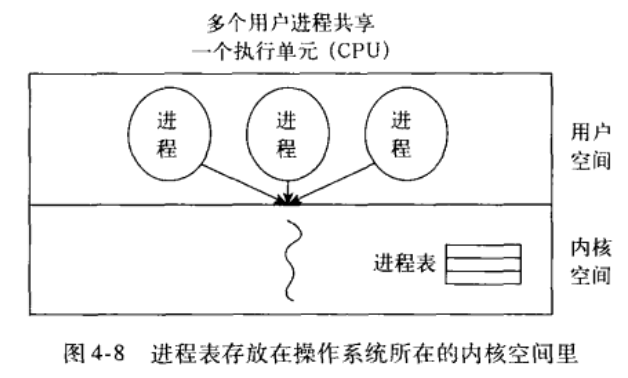 多个用户进程共享
一个执行单元（CPU）
进
程
进
程
进
程
用户
空间
进程表
内核
空间
图 4-8 进程表存放在操作系统所在的内核空间里